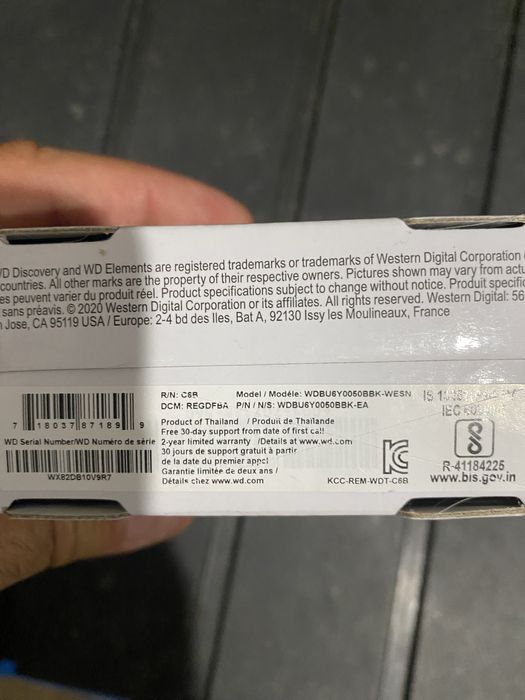 D Discovery and WD Elements are registered trademarks or trademarks of Western Digital Corporation
countries. All other marks are the property of their respective owners. Pictures shown may vary from actu
es peuvent varier du produit réel. Product specifications subject to change without notice. Produit specific
sans préavis. © 2020 Western Digital Corporation or its affiliates. All rights reserved. Western Digital: 56
Jose, CA 95119 USA / Europe: 2-4 bd des Iles, Bat A, 92130 Issy les Moulineaux, France
R/N: C6B Model / Modéle: WDBU6Y0050BBK-WESN
DCM: REGDFBA P/N / N/S: WDBU6Y0050BBK-EA
7 18037 87189 9
Product of Thailand / Produit de Thaïlande
Free 30-day support from date of first call
WD Serial Number/WD Numéro de série
2-year limited warranty /Details at www.wd.com
30 jours de support gratuit à partir
de la date du premier appel
Garantie limitée de deux ans /
Détails chez www.wd.com
WX82DB10V9R7
KCC-REM-WDT-C6B
IEC
R-41184225
www.bis.gov.in